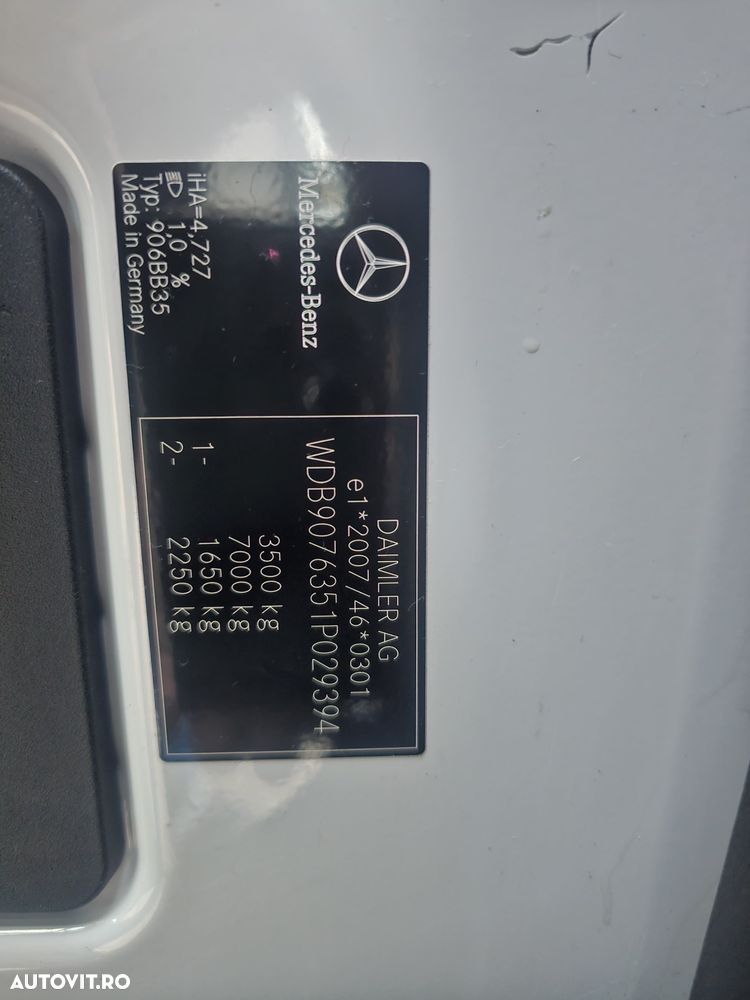 Mercedes-Benz
iHA=4,727
1,0 %
Typ: 906BB35
Made in Germany
DAIMLER AG
e1*2007/46*0301
WDB9076351P029394
3500 kg
7000 kg
1- 1650 kg
2- 2250 kg
AUTOVIT.RO